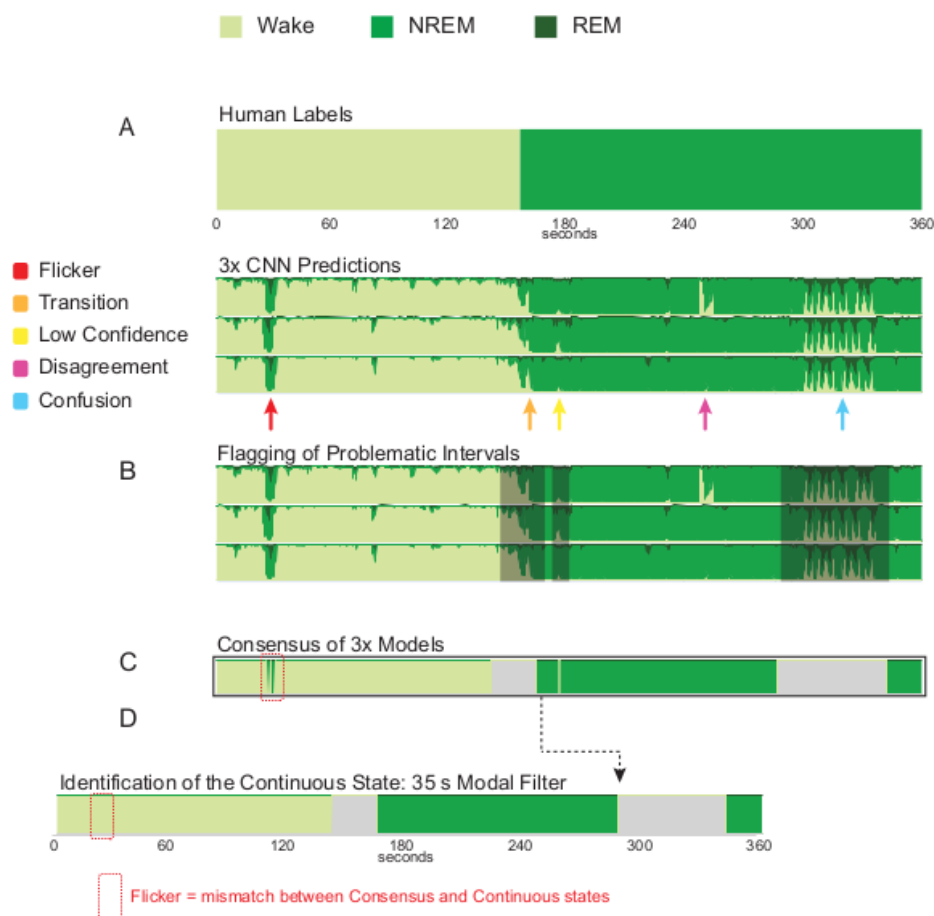 Wake NREM REM
A
Human Labels
0 60 120 180 240 300 360
seconds
Flicker
Transition
Low Confidence
Disagreement
Confusion
3x CNN Predictions
B
Flagging of Problematic Intervals
C
Consensus of 3x Models
D
Identification of the Continuous State: 35 s Modal Filter
0 60 120 180 240 300 360
seconds
Flicker = mismatch between Consensus and Continuous states